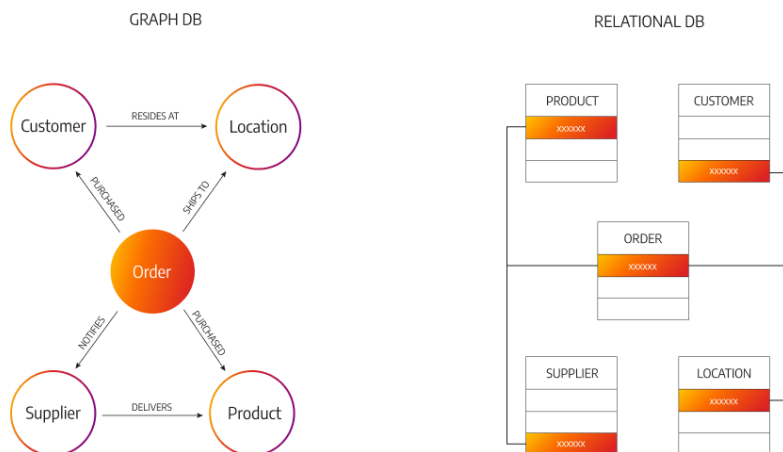 GRAPH DB
Customer
RESIDES AT
Location
PURCHASED
SHIPS TO
Order
NOTIFIES
PURCHASED
Supplier
DELIVERS
Product
RELATIONAL DB
PRODUCT
xxxxxx
CUSTOMER
xxxxxx
ORDER
xxxxxx
SUPPLIER
xxxxxx
LOCATION
xxxxxx